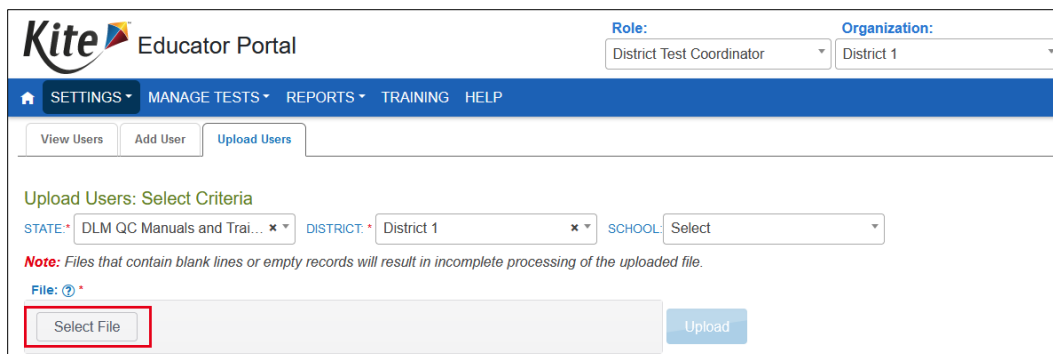 Kite Educator Portal
Role: Organization:
District Test Coordinator District 1
SETTINGS MANAGE TESTS REPORTS TRAINING HELP
View Users Add User Upload Users
Upload Users: Select Criteria
STATE:* DLM QC Manuals and Trai... × DISTRICT: * District 1 × SCHOOL: Select
Note: Files that contain blank lines or empty records will result in incomplete processing of the uploaded file.
File: ? *
Select File Upload